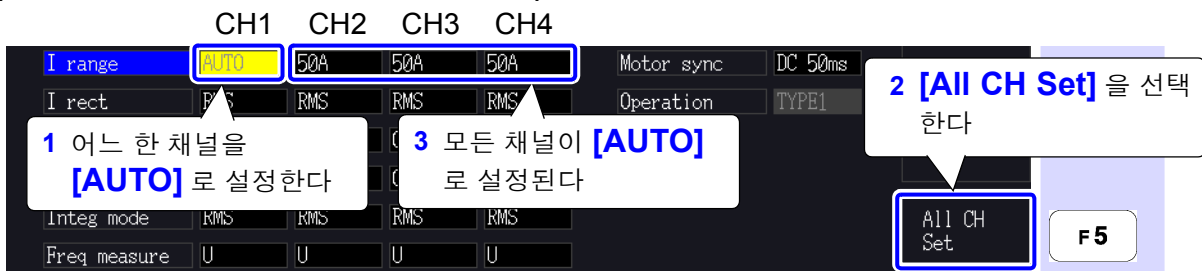 CH1 CH2 CH3 CH4
I range AUTO 50A 50A 50A Motor sync DC 50ms
I rect RMS RMS RMS Operation TYPE1
1 어느 한 채널을
[AUTO] 로 설정한다
3 모든 채널이 [AUTO]
로 설정된다
2 [All CH Set] 을 선택
한다
Integ mode RMS RMS RMS RMS
Freq measure U U U U
All CH
Set
F5